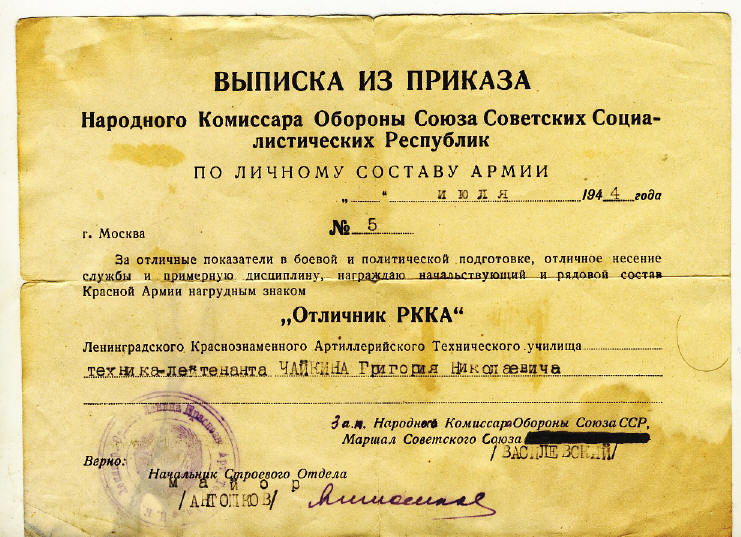 ВЫПИСКА ИЗ ПРИКАЗА
Народного Комиссара Обороны Союза Советских Социа-
листических Республик
ПО ЛИЧНОМУ СОСТАВУ АРМИИ
„ “ июля 1944 года
г. Москва № 5
За отличные показатели в боевой и политической подготовке, отличное несение
службы и примерную дисциплину, награждаю начальствующий и рядовой состав
Красной Армии нагрудным знаком
„Отличник РККА“
Ленинградского Краснознаменного Артиллерийского Технического училища
техника-лейтенанта ЧАЙКИНА Григория Николаевича
Зам. Народного Комиссара Обороны Союза ССР,
Маршал Советского Союза
/ВАСИЛЕВСКИЙ/
Верно:
Начальник Строевого Отдела
майор
/АНТОПКОВ/